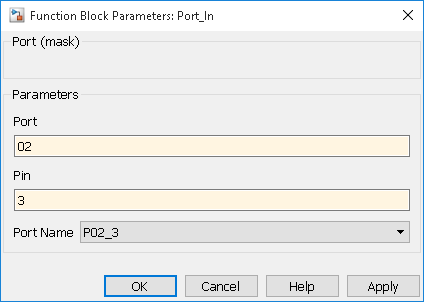 Function Block Parameters: Port_In
Port (mask)
Parameters
Port
02
Pin
3
Port Name P02_3
OK Cancel Help Apply